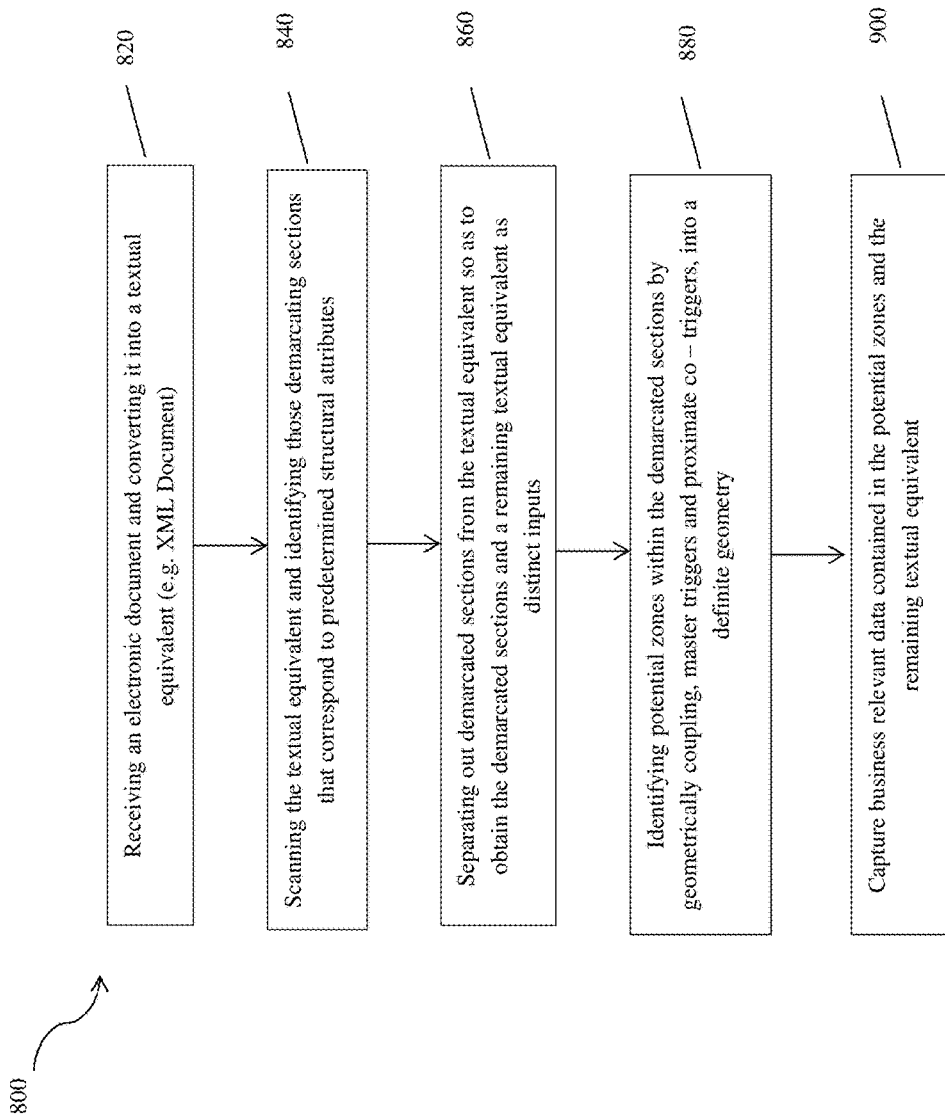 800
Receiving an electronic document and converting it into a textual
equivalent (e.g. XML Document)
820
Scanning the textual equivalent and identifying those demarcating sections
that correspond to predetermined structural attributes
840
Separating out demarcated sections from the textual equivalent so as to
obtain the demarcated sections and a remaining textual equivalent as
distinct inputs
860
Identifying potential zones within the demarcated sections by
geometrically coupling, master triggers and proximate co – triggers, into a
definite geometry
880
Capture business relevant data contained in the potential zones and the
remaining textual equivalent
900